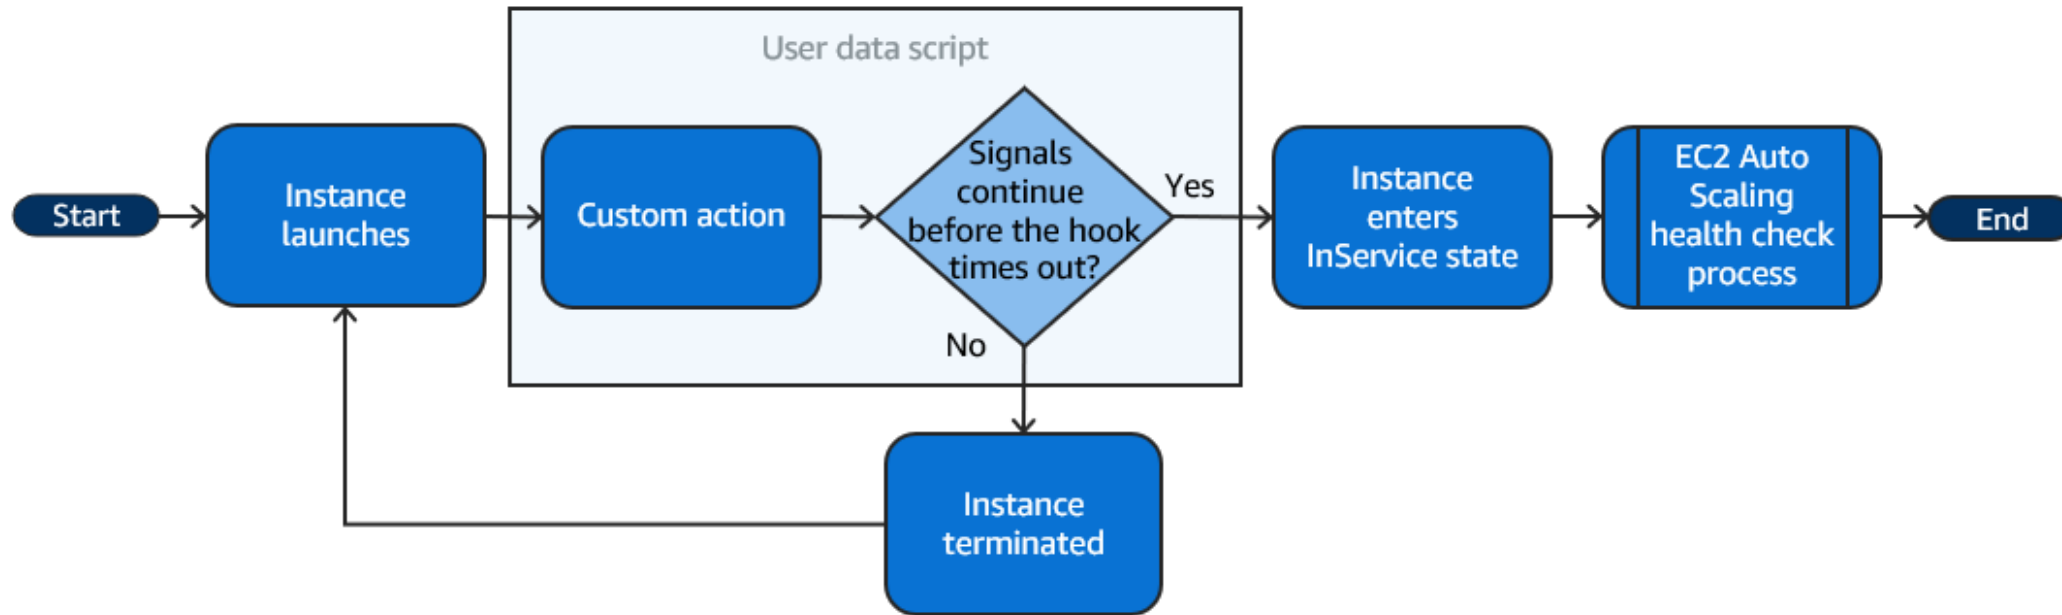 User data script
Start
Instance
launches
Custom action
Signals
continue
before the hook
times out?
Yes
No
Instance
enters
InService state
EC2 Auto
Scaling
health check
process
End
Instance
terminated